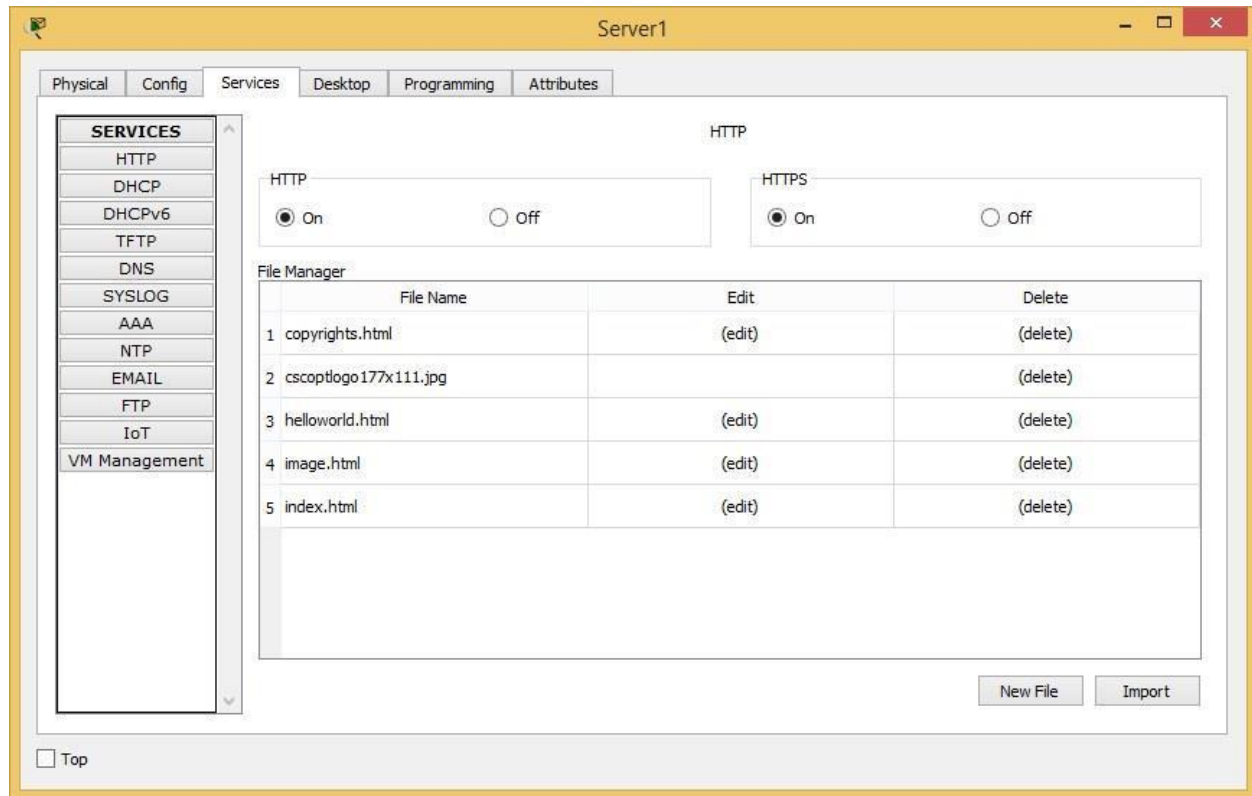 Server1
Physical Config Services Desktop Programming Attributes
SERVICES
HTTP
DHCP
DHCPv6
TFTP
DNS
SYSLOG
AAA
NTP
EMAIL
FTP
IoT
VM Management
HTTP
HTTP
On Off
HTTPS
On Off
File Manager
File Name Edit Delete
1 copyrights.html (edit) (delete)
2 cscoptlogo177x111.jpg (delete)
3 helloworld.html (edit) (delete)
4 image.html (edit) (delete)
5 index.html (edit) (delete)
New File Import
Top